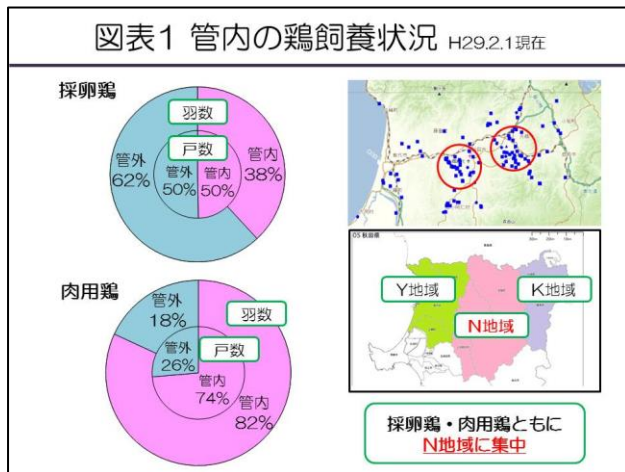 図表1 管内の鶏飼養状況 H29.2.1現在
採卵鶏
羽数
戸数
管外
62%
管外
50%
管内
50%
管内
38%
肉用鶏
管外
18%
羽数
戸数
管外
26%
管内
74%
管内
82%
05 秋田県
Y地域
K地域
N地域
採卵鶏・肉用鶏ともに
N地域に集中